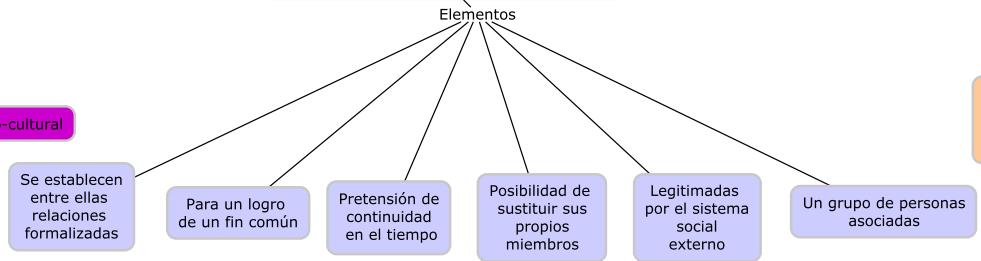 Elementos
-cultural
Se establecen
entre ellas
relaciones
formalizadas
Para un logro
de un fin común
Pretensión de
continuidad
en el tiempo
Posibilidad de
sustituir sus
propios
miembros
Legitimadas
por el sistema
social
externo
Un grupo de personas
asociadas